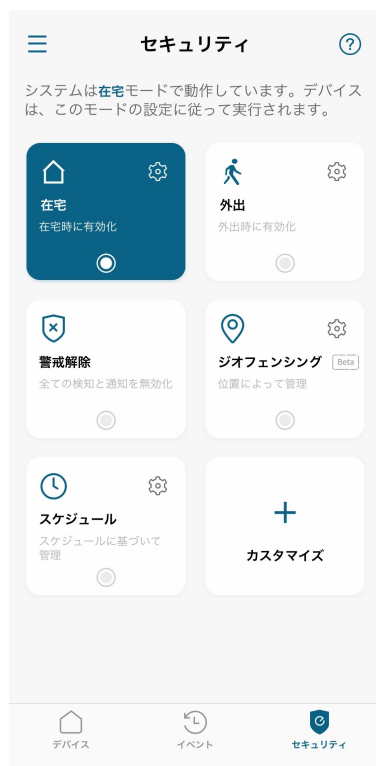 セキュリティ
システムは在宅モードで動作しています。デバイス
は、このモードの設定に従って実行されます。
在宅
在宅時に有効化
外出
外出時に有効化
警戒解除
全ての検知と通知を無効化
ジオフェンシング Beta
位置によって管理
スケジュール
スケジュールに基づいて
管理
カスタマイズ
デバイス
イベント
セキュリティ